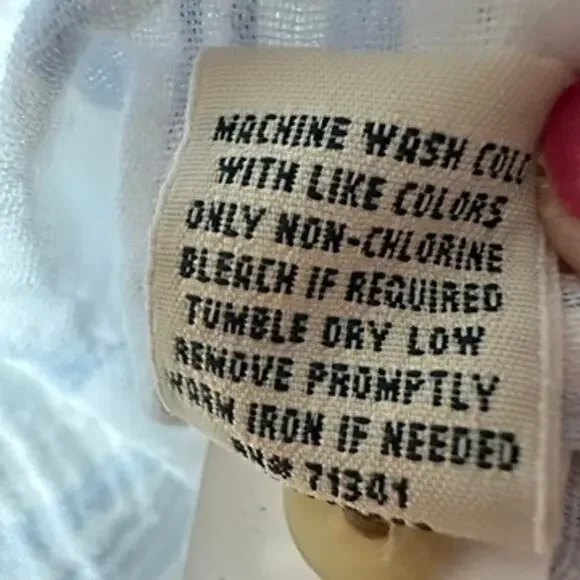 MACHINE WASH COLD
WITH LIKE COLORS
ONLY NON-CHLORINE
BLEACH IF REQUIRED
TUMBLE DRY LOW
REMOVE PROMPTLY
WARM IRON IF NEEDED
RN# 71341